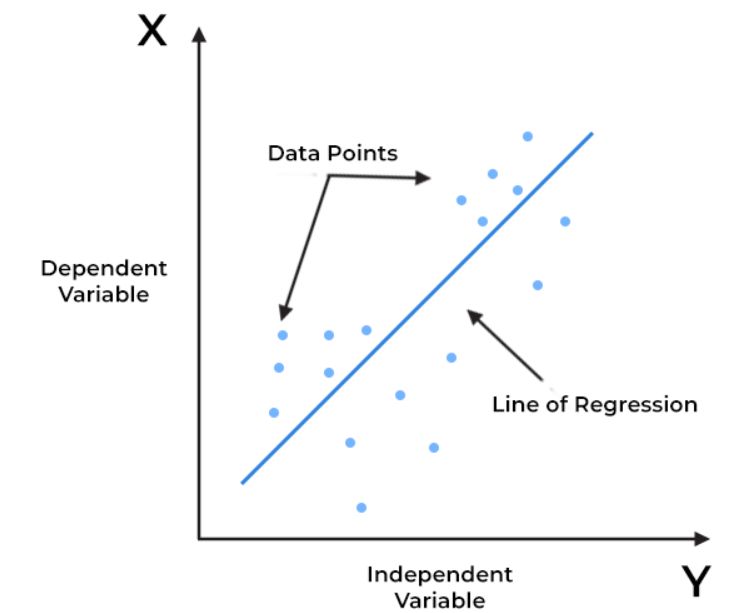 X
Data Points
Dependent
Variable
Line of Regression
Independent
Variable
Y